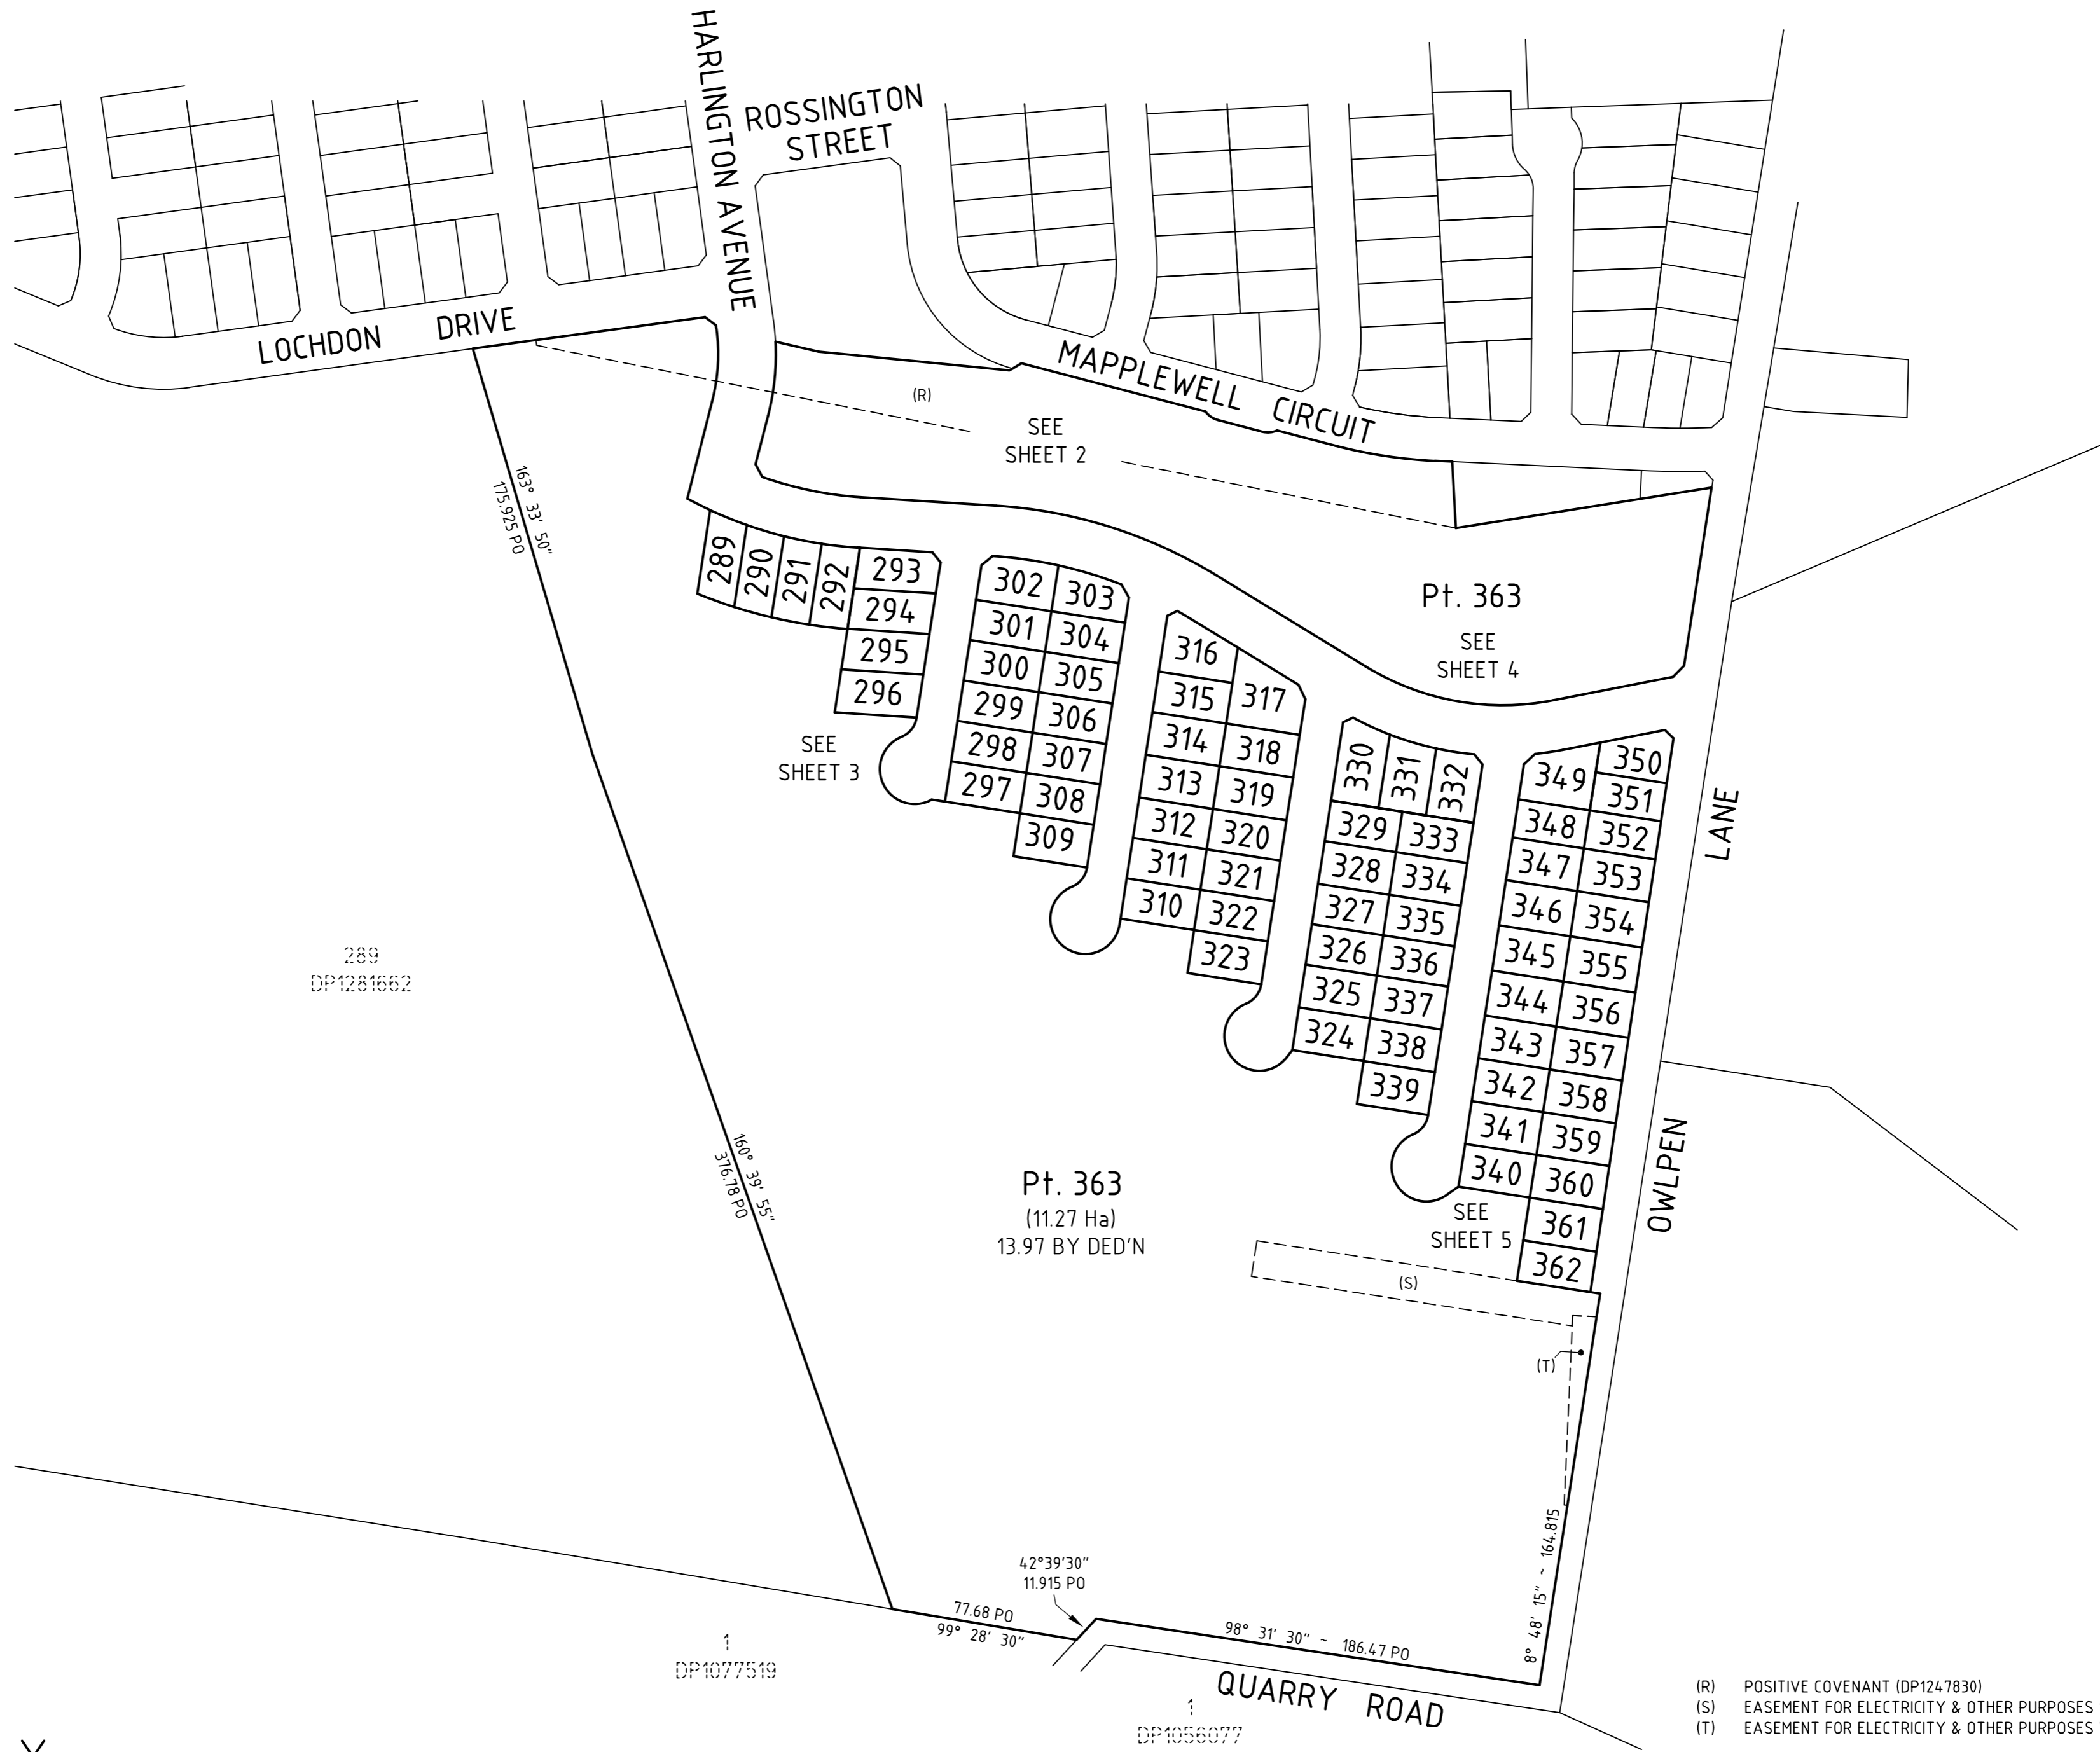 HARLINGTON AVENUE
ROSSINGTON
STREET
LOCHDON DRIVE
MAPPLEWELL CIRCUIT
(R)
SEE
SHEET 2
163° 33' 50"
175.925 PO
289
290
291
292
293
294
295
296
302
303
301
304
300
305
299
306
298
307
297
308
309
SEE
SHEET 3
316
315
317
314
318
313
319
312
320
311
321
310
322
323
Pt. 363
SEE
SHEET 4
330
331
332
329
333
328
334
327
335
326
336
325
337
324
338
339
349
350
351
348
352
347
353
346
354
345
355
344
356
343
357
342
358
341
359
340
360
361
362
SEE
SHEET 5
OWLPEN LANE
289
DP1281662
160° 39' 55"
376.78 PO
Pt. 363
(11.27 Ha)
13.97 BY DED'N
(S)
(T)
8° 48' 15" ~ 164.815
42°39'30"
11.915 PO
77.68 PO
99° 28' 30"
98° 31' 30" ~ 186.47 PO
QUARRY ROAD
1
DP1077519
1
DP1056077
(R) POSITIVE COVENANT (DP1247830)
(S) EASEMENT FOR ELECTRICITY & OTHER PURPOSES
(T) EASEMENT FOR ELECTRICITY & OTHER PURPOSES